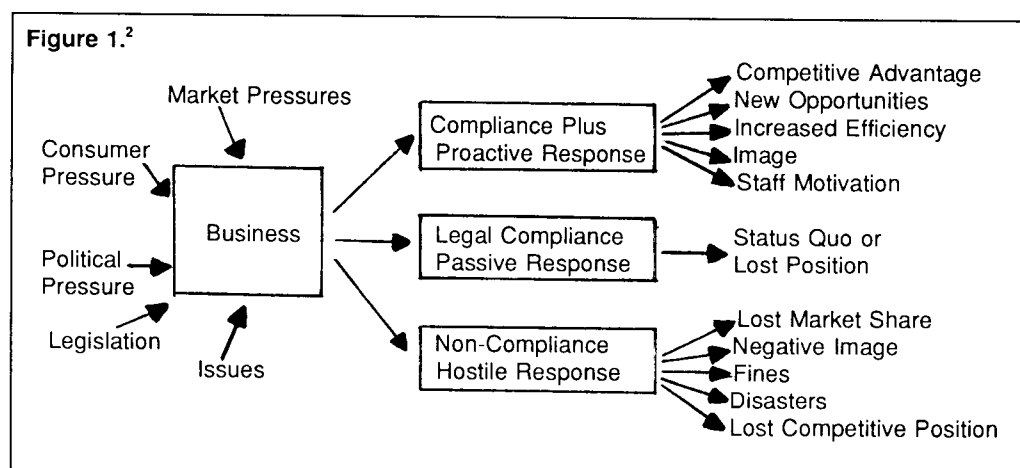 Figure 1.²
Market Pressures
Consumer
Pressure
Political
Pressure
Legislation
Issues
Business
Compliance Plus
Proactive Response
Legal Compliance
Passive Response
Non-Compliance
Hostile Response
Competitive Advantage
New Opportunities
Increased Efficiency
Image
Staff Motivation
Status Quo or
Lost Position
Lost Market Share
Negative Image
Fines
Disasters
Lost Competitive Position